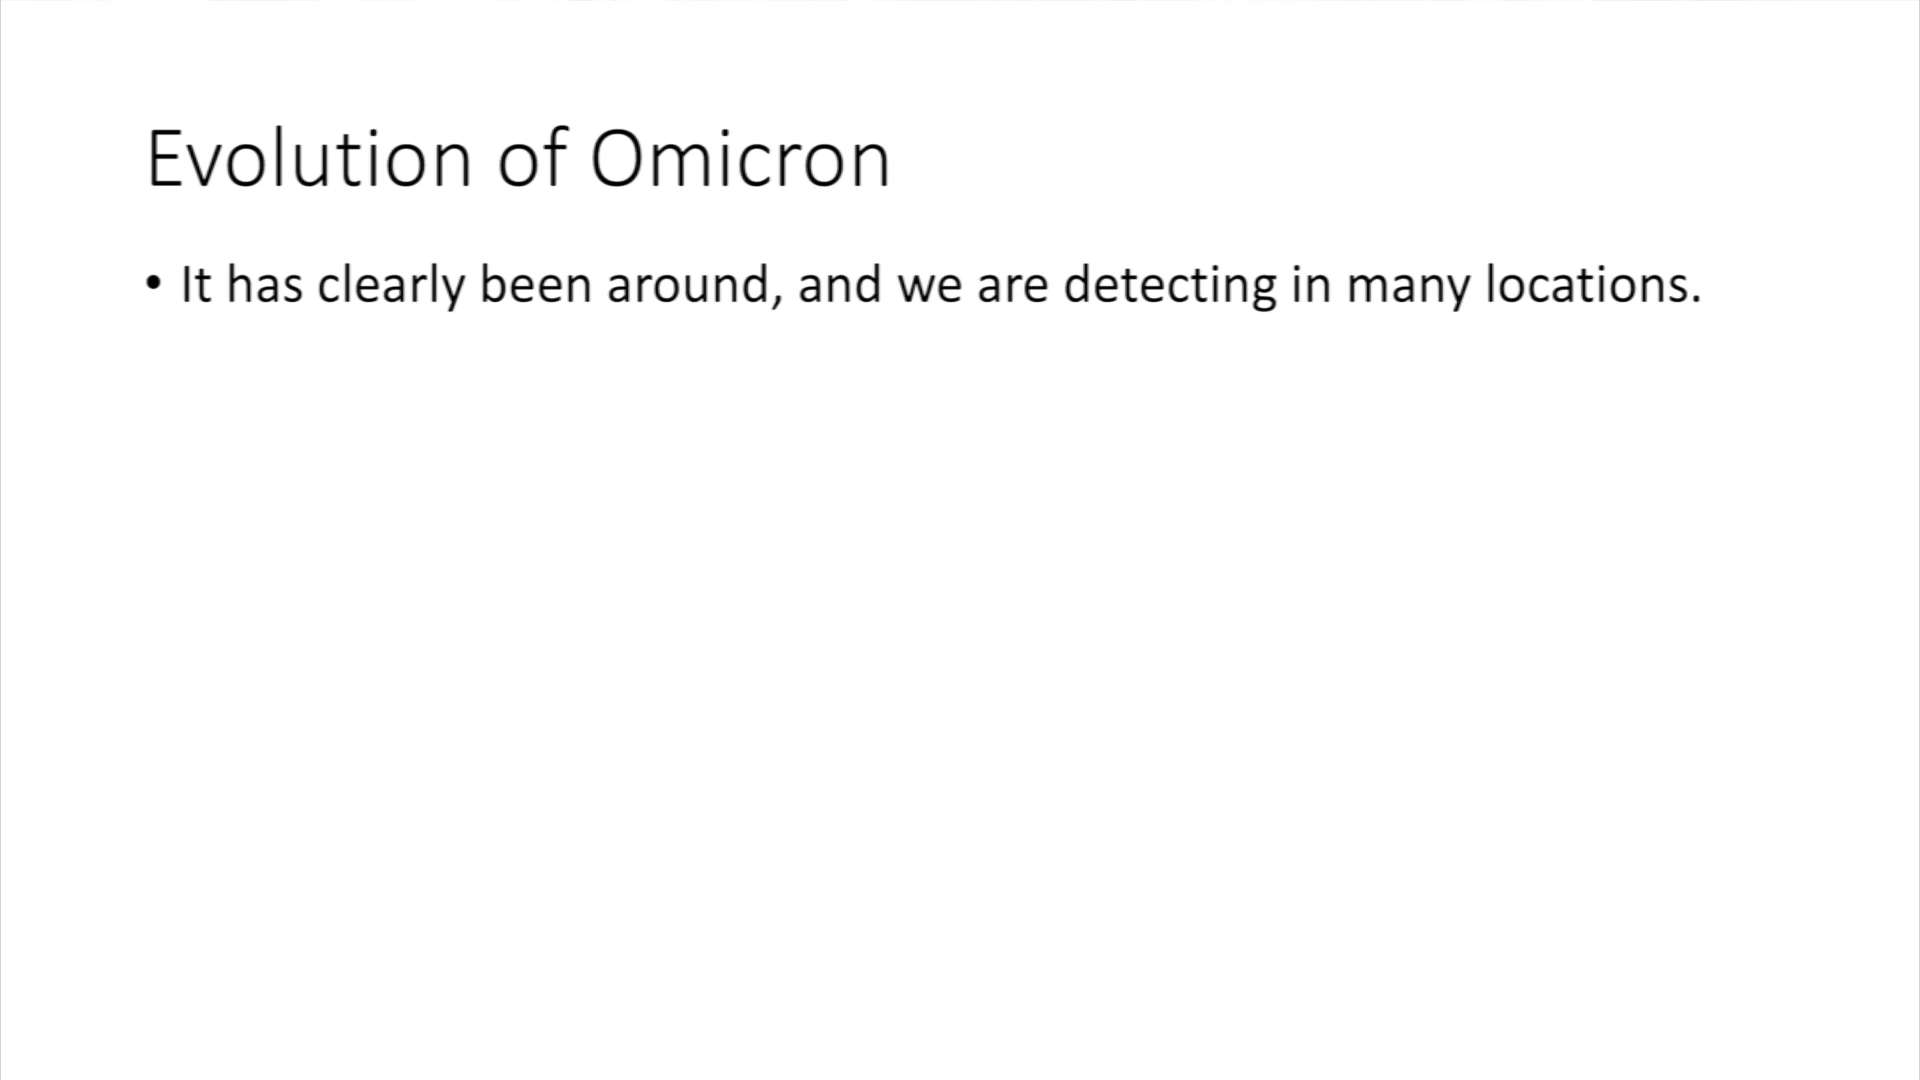 Evolution of Omicron
• It has clearly been around, and we are detecting in many locations.